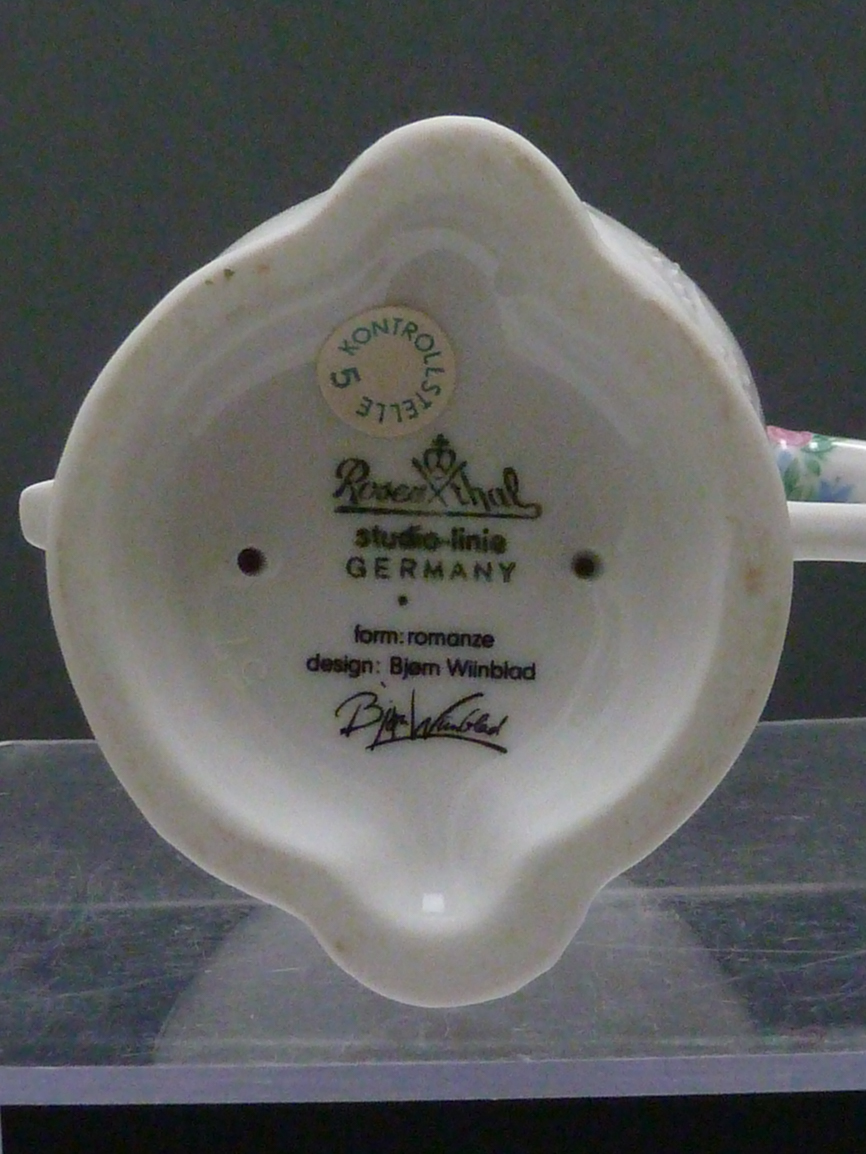 KONTROLLSTELLE 5
Rosenthal
studio-linie
GERMANY
form: romanze
design: Bjørn Wiinblad
Bjørn Wiinblad